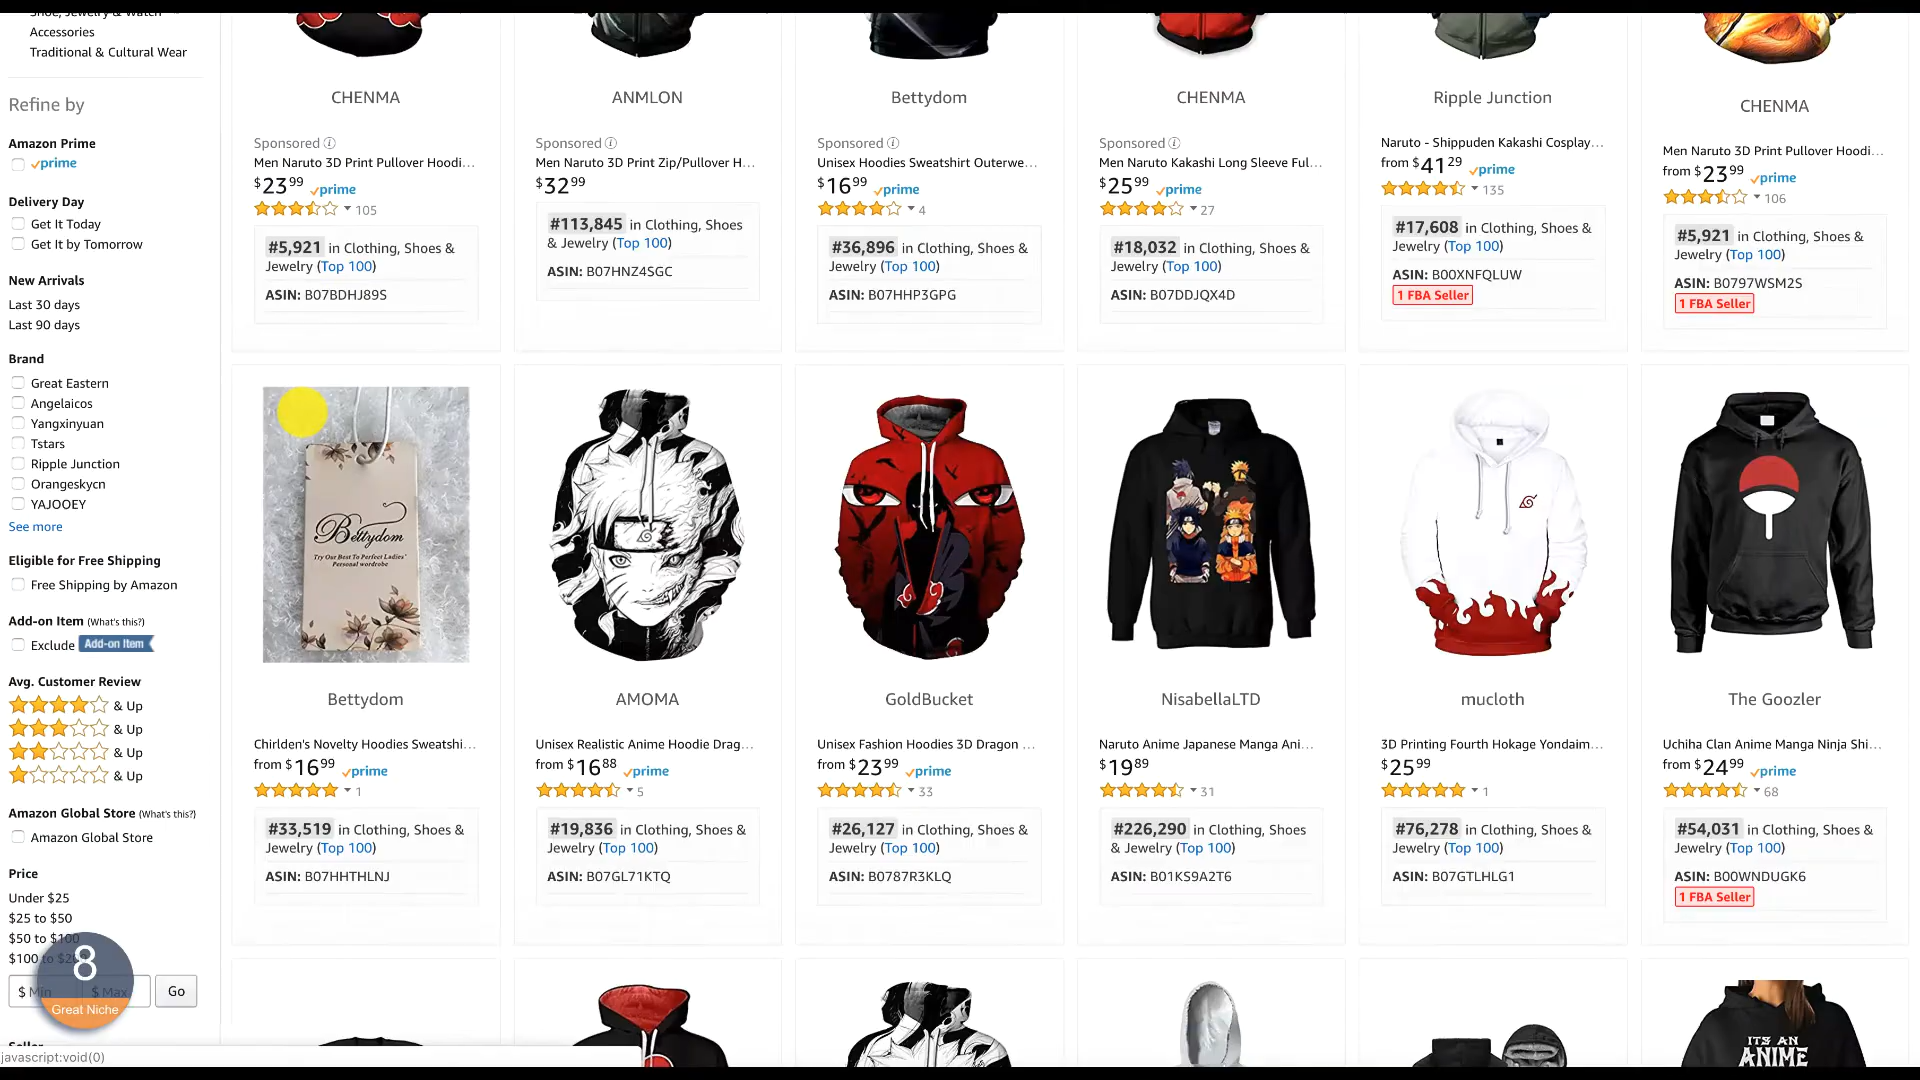 Shoe, Jewelry & Watch
Accessories
Traditional & Cultural Wear
Refine by
Amazon Prime
prime
Delivery Day
Get It Today
Get It by Tomorrow
New Arrivals
Last 30 days
Last 90 days
Brand
Great Eastern
Angelaicos
Yangxinyuan
Tstars
Ripple Junction
Orangeskycn
YAJOOEY
See more
Eligible for Free Shipping
Free Shipping by Amazon
Add-on Item (What's this?)
Exclude Add-on Item
Avg. Customer Review
& Up
& Up
& Up
& Up
Amazon Global Store (What's this?)
Amazon Global Store
Price
Under $25
$25 to $50
$50 to $100
$100 to $200
$ Min $ Max Go
8
Great Niche
Seller
javascript:void(0)
CHENMA
Sponsored
Men Naruto 3D Print Pullover Hoodi...
$23 99 prime
105
#5,921 in Clothing, Shoes &
Jewelry (Top 100)
ASIN: B07BDHJ89S
ANMLON
Sponsored
Men Naruto 3D Print Zip/Pullover H...
$32 99
#113,845 in Clothing, Shoes
& Jewelry (Top 100)
ASIN: B07HNZ4SGC
Bettydom
Sponsored
Unisex Hoodies Sweatshirt Outerwe...
$16 99 prime
4
#36,896 in Clothing, Shoes &
Jewelry (Top 100)
ASIN: B07HHP3GPG
CHENMA
Sponsored
Men Naruto Kakashi Long Sleeve Ful...
$25 99 prime
27
#18,032 in Clothing, Shoes &
Jewelry (Top 100)
ASIN: B07DDJQX4D
Ripple Junction
Naruto - Shippuden Kakashi Cosplay...
from $41 29 prime
135
#17,608 in Clothing, Shoes &
Jewelry (Top 100)
ASIN: B00XNFQLUW
1 FBA Seller
CHENMA
Men Naruto 3D Print Pullover Hoodi...
from $23 99 prime
106
#5,921 in Clothing, Shoes &
Jewelry (Top 100)
ASIN: B0797WSM2S
1 FBA Seller
Bettydom
Try Our Best To Perfect Ladies'
Personal wordrobe
Bettydom
Chirlden's Novelty Hoodies Sweatshi...
from $16 99 prime
1
#33,519 in Clothing, Shoes &
Jewelry (Top 100)
ASIN: B07HHTHLNJ
AMOMA
Unisex Realistic Anime Hoodie Drag...
from $16 88 prime
5
#19,836 in Clothing, Shoes &
Jewelry (Top 100)
ASIN: B07GL71KTQ
GoldBucket
Unisex Fashion Hoodies 3D Dragon ...
from $23 99 prime
33
#26,127 in Clothing, Shoes &
Jewelry (Top 100)
ASIN: B0787R3KLQ
NisabellaLTD
Naruto Anime Japanese Manga Ani...
$19 89
31
#226,290 in Clothing, Shoes
& Jewelry (Top 100)
ASIN: B01KS9A2T6
mucloth
3D Printing Fourth Hokage Yondaim...
$25 99
1
#76,278 in Clothing, Shoes &
Jewelry (Top 100)
ASIN: B07GTLHLG1
The Goozler
Uchiha Clan Anime Manga Ninja Shi...
from $24 99 prime
68
#54,031 in Clothing, Shoes &
Jewelry (Top 100)
ASIN: B00WNDUGK6
1 FBA Seller
ITS AN
ANIME